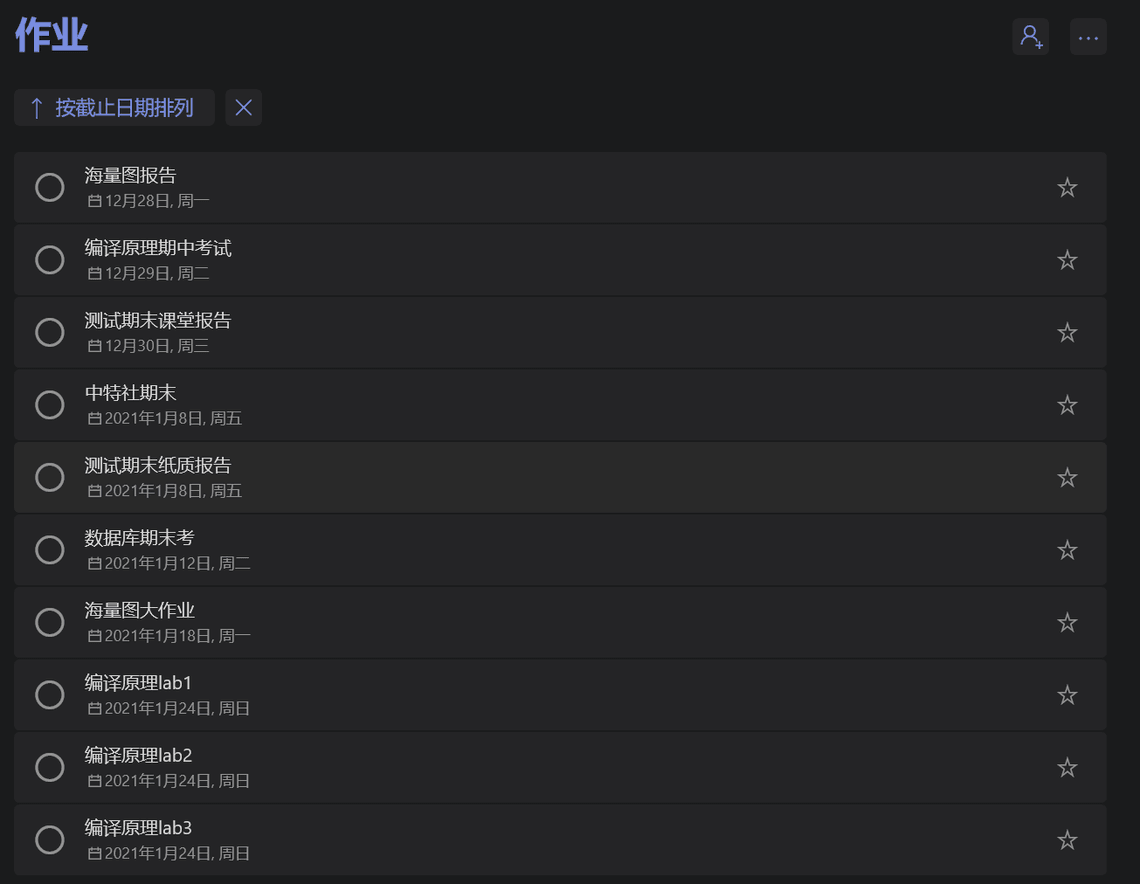 作业
按截止日期排列
海量图报告
12月28日, 周一
编译原理期中考试
12月29日, 周二
测试期末课堂报告
12月30日, 周三
中特社期末
2021年1月8日, 周五
测试期末纸质报告
2021年1月8日, 周五
数据库期末考
2021年1月12日, 周二
海量图大作业
2021年1月18日, 周一
编译原理lab1
2021年1月24日, 周日
编译原理lab2
2021年1月24日, 周日
编译原理lab3
2021年1月24日, 周日